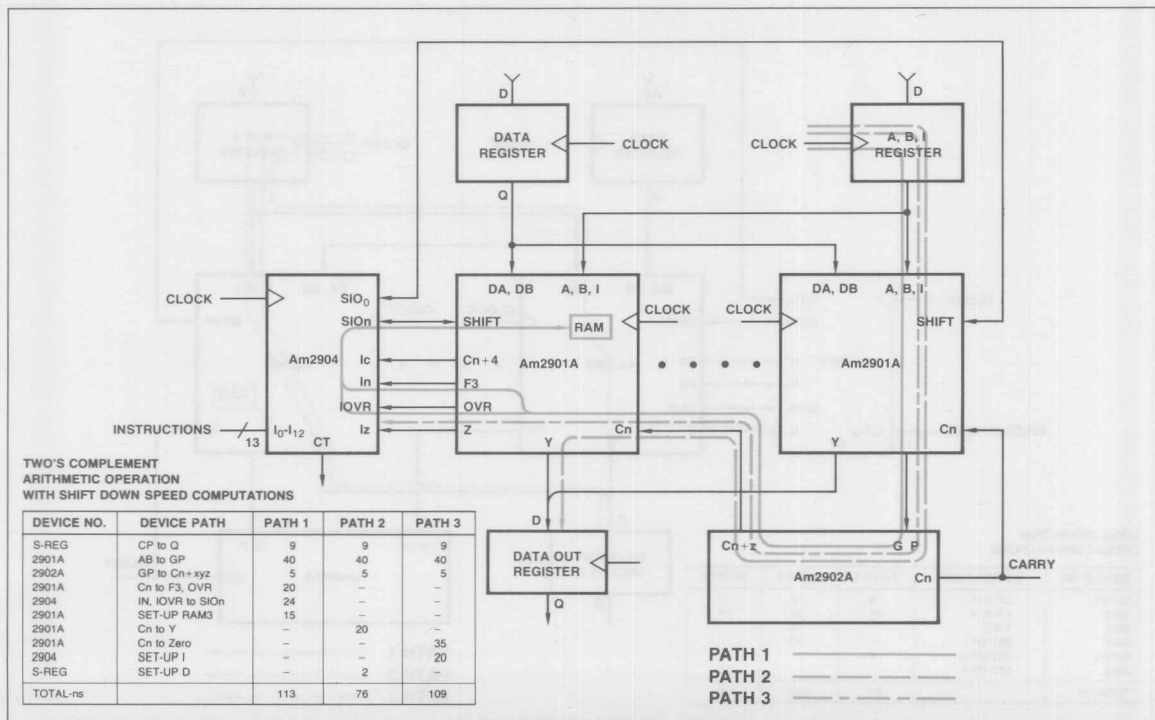 D
D
DATA
REGISTER
CLOCK
CLOCK
A, B, I
REGISTER
Q
DA, DB
A, B, I
DA, DB
A, B, I
CLOCK
SIO0
SIOn
SHIFT
RAM
CLOCK
CLOCK
SHIFT
Am2904
Ic
Cn+4
Am2901A
Am2901A
In
F3
IOVR
OVR
INSTRUCTIONS
13
I0-I12
Iz
Z
Cn
Cn
CT
Y
Y
TWO'S COMPLEMENT
ARITHMETIC OPERATION
WITH SHIFT DOWN SPEED COMPUTATIONS
DEVICE NO. DEVICE PATH PATH 1 PATH 2 PATH 3
S-REG CP to Q 9 9 9
2901A AB to GP 40 40 40
2902A GP to Cn+xyz 5 5 5
2901A Cn to F3, OVR 20 – –
2904 IN, IOVR to SIOn 24 – –
2901A SET-UP RAM3 15 – –
2901A Cn to Y – 20 –
2901A Cn to Zero – – 35
2904 SET-UP I – – 20
S-REG SET-UP D – 2 –
TOTAL-ns 113 76 109
D
DATA OUT
REGISTER
Q
Cn+z
G P
Am2902A
Cn
CARRY
PATH 1
PATH 2
PATH 3